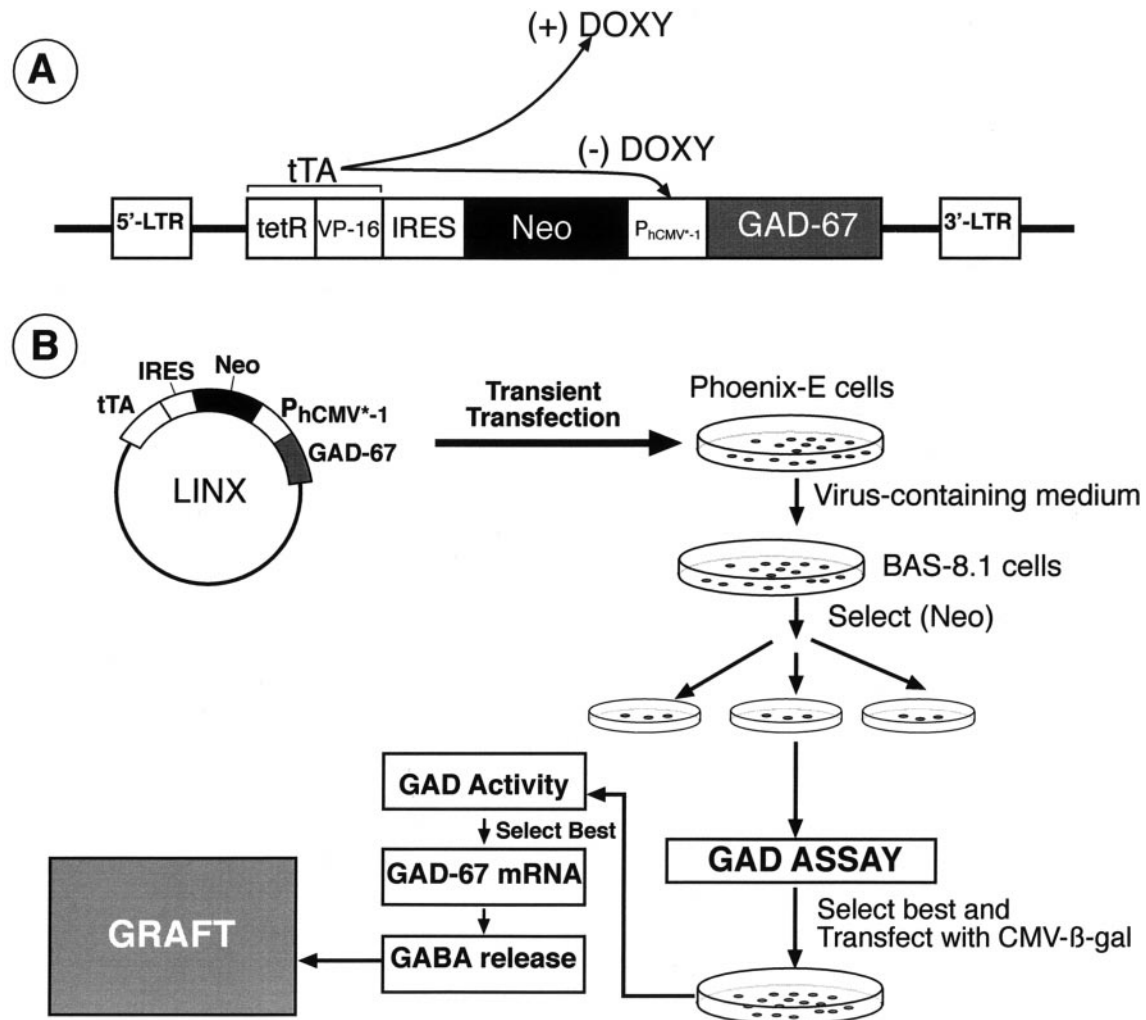 A
(+) DOXY
(-) DOXY
tTA
5'-LTR
tetR
VP-16
IRES
Neo
PhCMV*-1
GAD-67
3'-LTR
B
tTA
IRES
Neo
PhCMV*-1
GAD-67
LINX
Transient
Transfection
Phoenix-E cells
Virus-containing medium
BAS-8.1 cells
Select (Neo)
GAD ASSAY
Select best and
Transfect with CMV-ß-gal
GAD Activity
Select Best
GAD-67 mRNA
GABA release
GRAFT